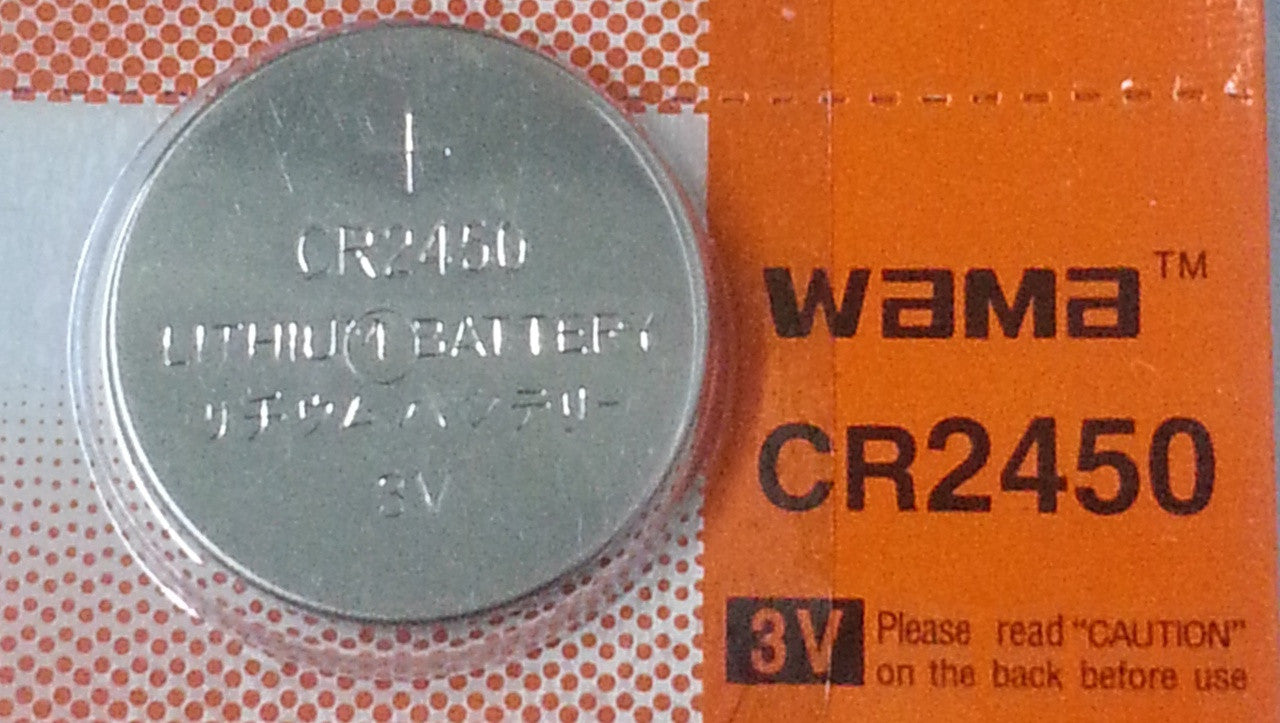 +
CR2450
LITHIUM BATTERY
リチウムバッテリー
3V
wama™
CR2450
3V
Please read "CAUTION"
on the back before use